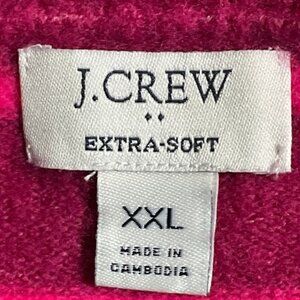 J.CREW
EXTRA-SOFT
XXL
MADE IN
CAMBODIA